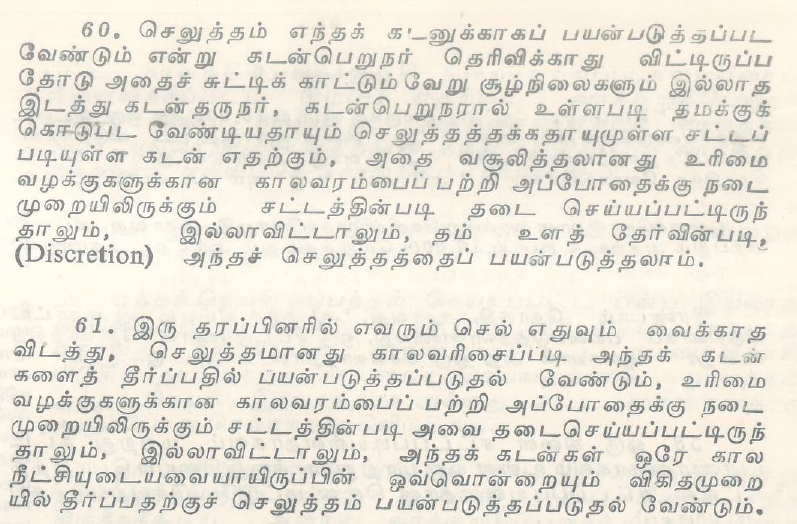 60. செலுத்தம் எந்தக் கடனுக்காகப் பயன்படுத்தப்பட
வேண்டும் என்று கடன்பெறுநர் தெரிவிக்காது விட்டிருப்ப
தோடு அதைச் சுட்டிக் காட்டும்வேறு சூழ்நிலைகளும் இல்லாத
இடத்து கடன்தருநர், கடன்பெறுநரால் உள்ளபடி தமக்குக்
கொடுபட வேண்டியதாயும் செலுத்தத்தக்கதாயுமுள்ள சட்டப்
படியுள்ள கடன் எதற்கும், அதை வசூலித்தலானது உரிமை
வழக்குகளுக்கான காலவரம்பைப் பற்றி அப்போதைக்கு நடை
முறையிலிருக்கும் சட்டத்தின்படி தடை செய்யப்பட்டிருந்
தாலும், இல்லாவிட்டாலும், தம் உளத் தேர்வின்படி,
(Discretion) அந்தச் செலுத்தத்தைப் பயன்படுத்தலாம்.
61. இரு தரப்பினரில் எவரும் செல் எதுவும் வைக்காத
விடத்து, செலுத்தமானது காலவரிசைப்படி அந்தக் கடன்
களைத் தீர்ப்பதில் பயன்படுத்தப்படுதல் வேண்டும், உரிமை
வழக்குகளுக்கான காலவரம்பைப் பற்றி அப்போதைக்கு நடை
முறையிலிருக்கும் சட்டத்தின்படி அவை தடைசெய்யப்பட்டிருந்
தாலும், இல்லாவிட்டாலும், அந்தக் கடன்கள் ஒரே கால
நீட்சியுடையவையாயிருப்பின் ஒவ்வொன்றையும் விகிதமுறை
யில் தீர்ப்பதற்குச் செலுத்தம் பயன்படுத்தப்படுதல் வேண்டும்.